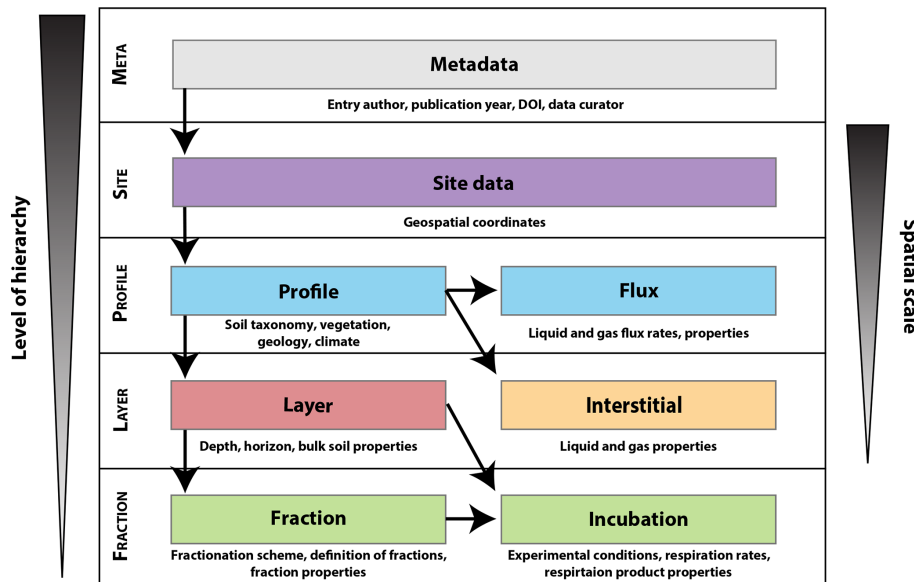 META
Metadata
Entry author, publication year, DOI, data curator
SITE
Site data
Geospatial coordinates
Level of hierarchy
Spatial scale
PROFILE
Profile
Soil taxonomy, vegetation,
geology, climate
Flux
Liquid and gas flux rates, properties
LAYER
Layer
Depth, horizon, bulk soil properties
Interstitial
Liquid and gas properties
FRACTION
Fraction
Fractionation scheme, definition of fractions,
fraction properties
Incubation
Experimental conditions, respiration rates,
respirtaion product properties